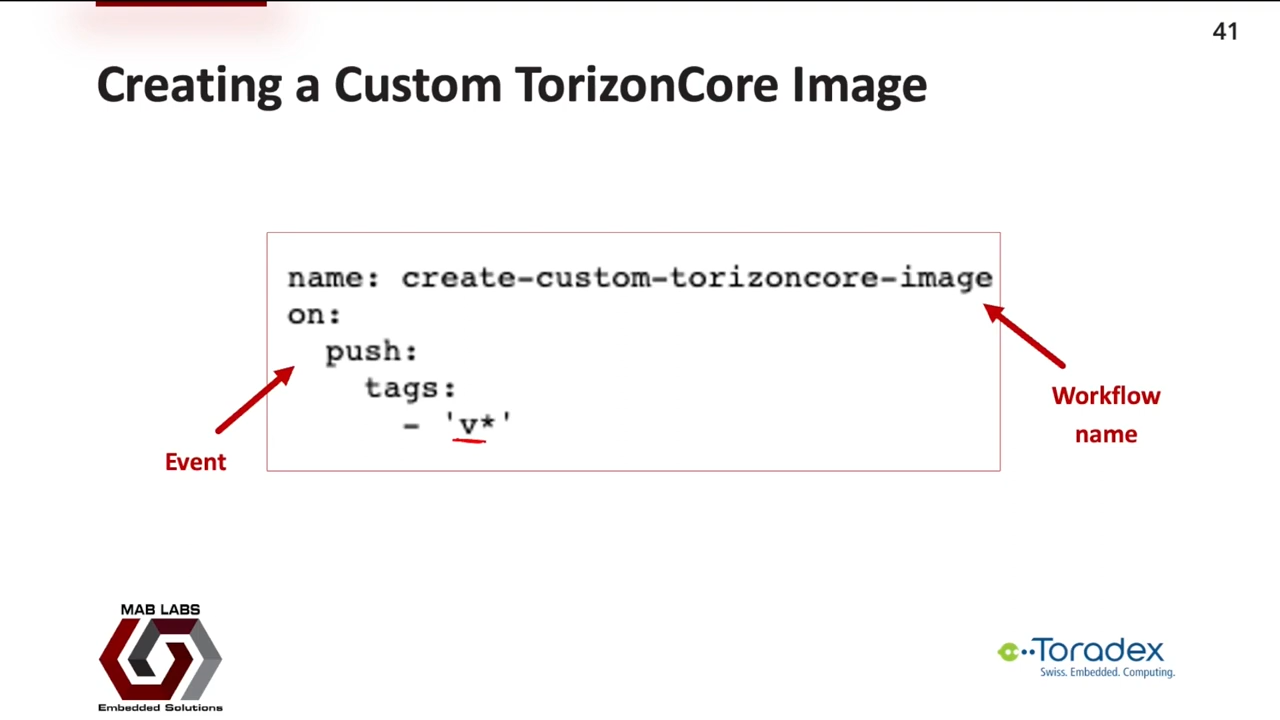 41
Creating a Custom TorizonCore Image
name: create-custom-torizoncore-image
on:
push:
tags:
- 'v*'
Event
Workflow
name
MAB LABS
Embedded Solutions
Toradex
Swiss. Embedded. Computing.